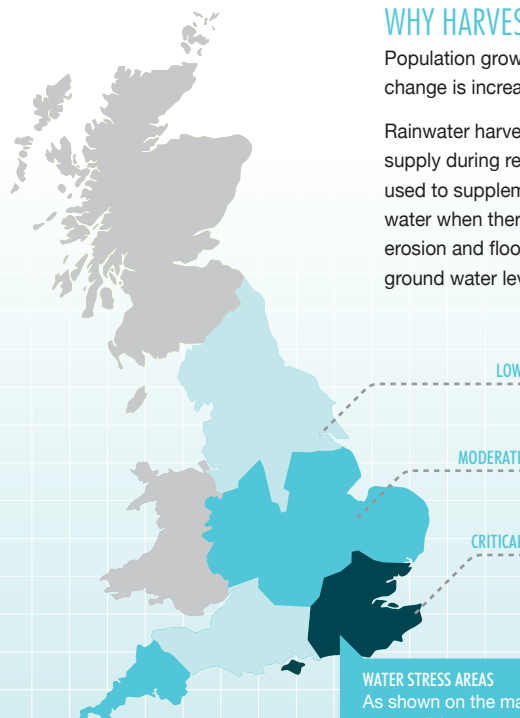 WHY HARVES
Population grow
change is increa
Rainwater harve
supply during re
used to supplem
water when ther
erosion and floo
ground water lev
LOW
MODERATE
CRITICAL
WATER STRESS AREAS
As shown on the ma